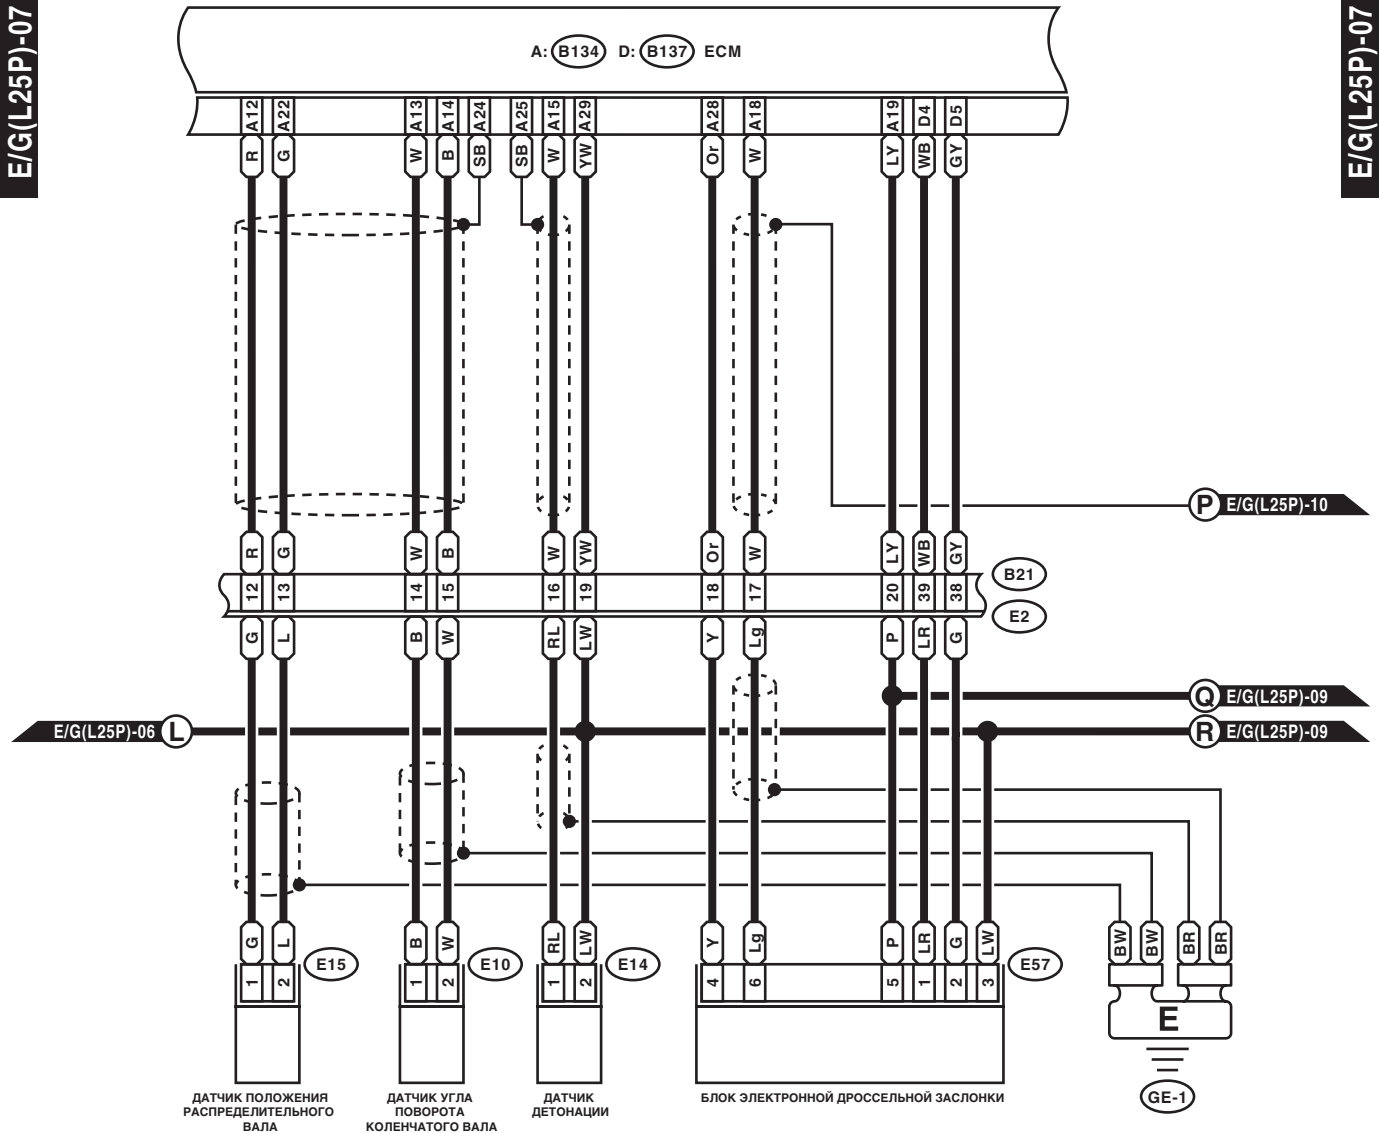 E/G(L25P)-07
E/G(L25P)-07
A: B134 D: B137 ECM
A12 A22 A13 A14 A24 A25 A15 A29 A28 A18 A19 D4 D5
R G W B SB SB W YW Or W LY WB GY
P E/G(L25P)-10
R G W B W YW Or W LY WB GY
B21
12 13 14 15 16 19 18 17 20 39 38
E2
G L B W RL LW Y Lg P LR G
Q E/G(L25P)-09
E/G(L25P)-06 L
R E/G(L25P)-09
G L B W RL LW Y Lg P LR G LW BW BW BR BR
E15 E10 E14 E57
1 2 1 2 1 2 4 6 5 1 2 3
E
GE-1
ДАТЧИК ПОЛОЖЕНИЯ
РАСПРЕДЕЛИТЕЛЬНОГО
ВАЛА
ДАТЧИК УГЛА
ПОВОРОТА
КОЛЕНЧАТОГО ВАЛА
ДАТЧИК
ДЕТОНАЦИИ
БЛОК ЭЛЕКТРОННОЙ ДРОССЕЛЬНОЙ ЗАСЛОНКИ